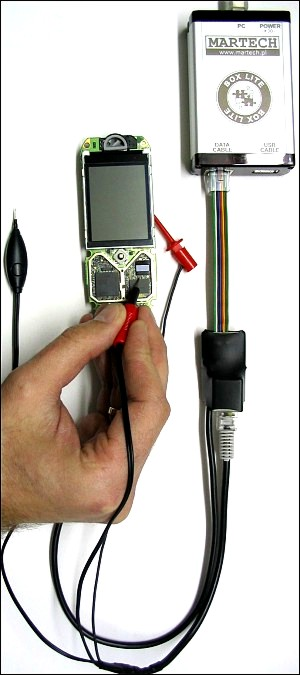 PC POWER
MARTECH
www.martech.pl
BOX LITE
BOX LITE
DATA USB
CABLE CABLE